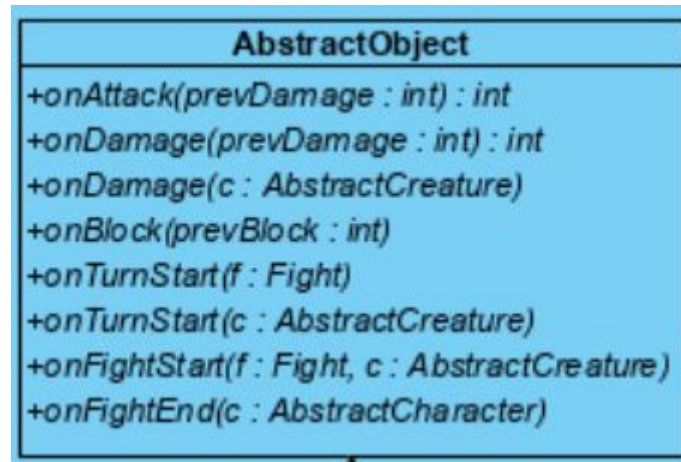 AbstractObject
+onAttack(prevDamage : int) : int
+onDamage(prevDamage : int) : int
+onDamage(c : AbstractCreature)
+onBlock(prevBlock : int)
+onTurnStart(f : Fight)
+onTurnStart(c : AbstractCreature)
+onFightStart(f : Fight, c : AbstractCreature)
+onFightEnd(c : AbstractCharacter)